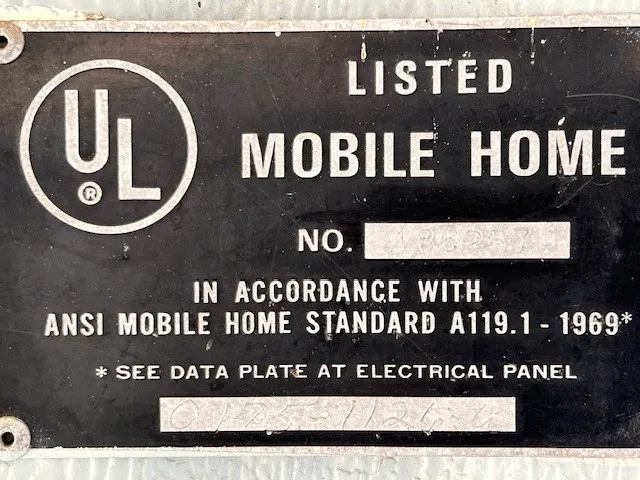 UL
®
LISTED
MOBILE HOME
NO. 186257
IN ACCORDANCE WITH
ANSI MOBILE HOME STANDARD A119.1 - 1969*
* SEE DATA PLATE AT ELECTRICAL PANEL